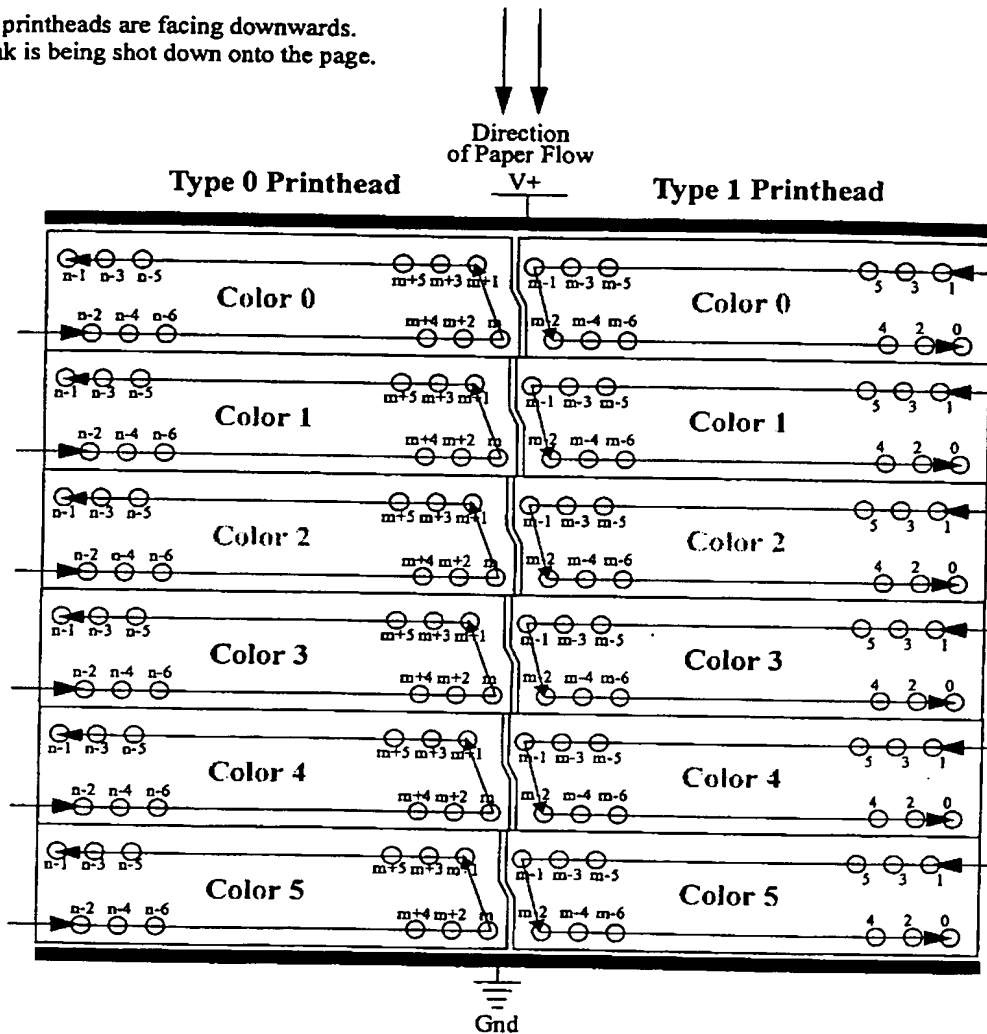 printheads are facing downwards.
is being shot down onto the page.
Direction
of Paper Flow
Type 0 Printhead V+ Type 1 Printhead
n-1 n-3 n-5 m+5 m+3 m+1 m-1 m-3 m-5 5 3 1
Color 0 Color 0
n-2 n-4 n-6 m+4 m+2 m m-2 m-4 m-6 4 2 0
n-1 n-3 n-5 m+5 m+3 m+1 m-1 m-3 m-5 5 3 1
Color 1 Color 1
n-2 n-4 n-6 m+4 m+2 m m-2 m-4 m-6 4 2 0
n-1 n-3 n-5 m+5 m+3 m+1 m-1 m-3 m-5 5 3 1
Color 2 Color 2
n-2 n-4 n-6 m+4 m+2 m m-2 m-4 m-6 4 2 0
n-1 n-3 n-5 m+5 m+3 m+1 m-1 m-3 m-5 5 3 1
Color 3 Color 3
n-2 n-4 n-6 m+4 m+2 m m-2 m-4 m-6 4 2 0
n-1 n-3 n-5 m+5 m+3 m+1 m-1 m-3 m-5 5 3 1
Color 4 Color 4
n-2 n-4 n-6 m+4 m+2 m m-2 m-4 m-6 4 2 0
n-1 n-3 n-5 m+5 m+3 m+1 m-1 m-3 m-5 5 3 1
Color 5 Color 5
n-2 n-4 n-6 m+4 m+2 m m-2 m-4 m-6 4 2 0
Gnd